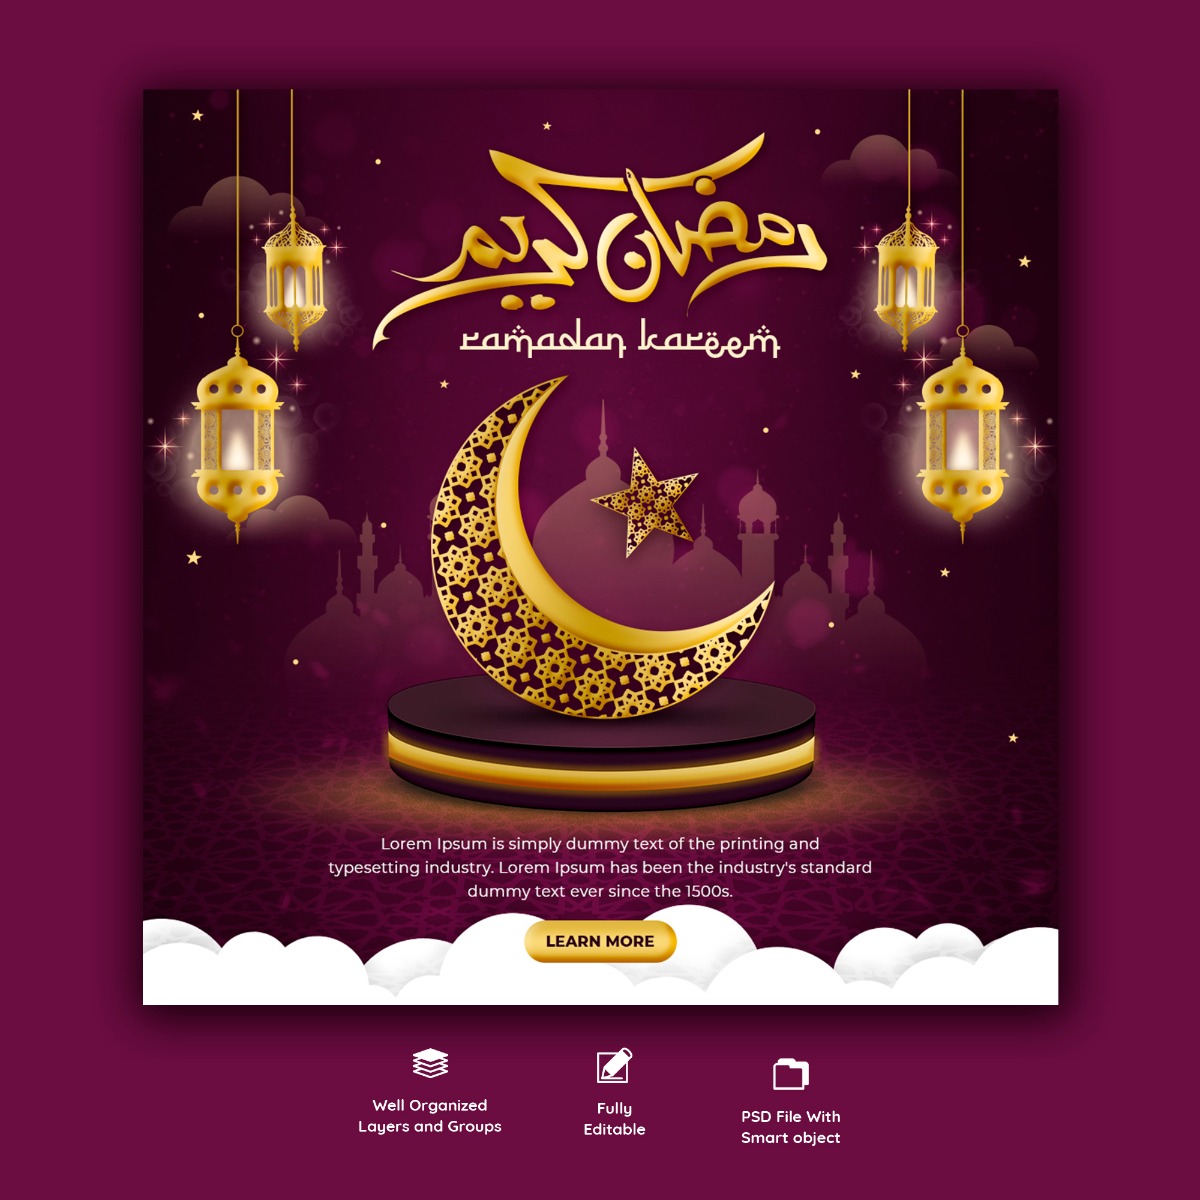 رمضان كريم
ramadan kareem
Lorem Ipsum is simply dummy text of the printing and
typesetting industry. Lorem Ipsum has been the industry's standard
dummy text ever since the 1500s.
LEARN MORE
Well Organized
Layers and Groups
Fully
Editable
PSD File With
Smart object